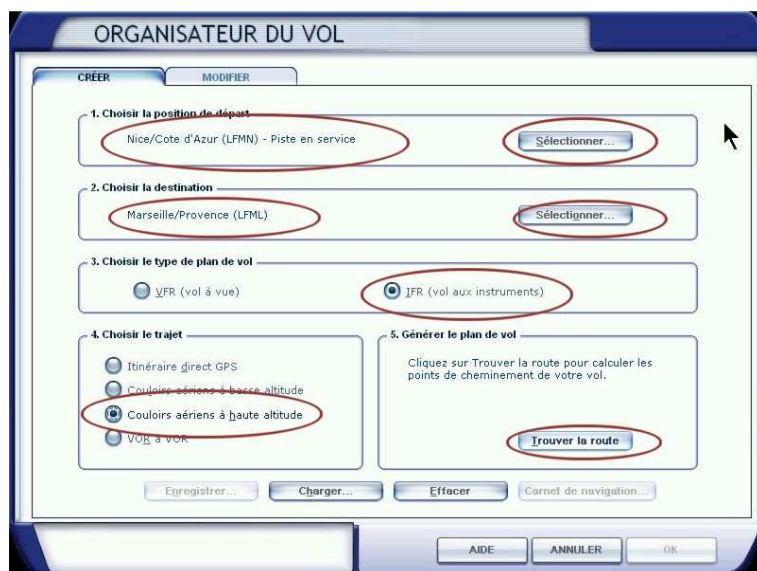 ORGANISATEUR DU VOL
CRÉER
MODIFIER
1. Choisir la position de départ
Nice/Cote d'Azur (LFMN) - Piste en service
Sélectionner...
2. Choisir la destination
Marseille/Provence (LFML)
Sélectionner...
3. Choisir le type de plan de vol
VFR (vol à vue)
IFR (vol aux instruments)
4. Choisir le trajet
Itinéraire direct GPS
Couloirs aériens à basse altitude
Couloirs aériens à haute altitude
VOR à VOR
5. Générer le plan de vol
Cliquez sur Trouver la route pour calculer les
points de cheminement de votre vol.
Trouver la route
Enregistrer...
Charger...
Effacer
Carnet de navigation...
AIDE
ANNULER
OK